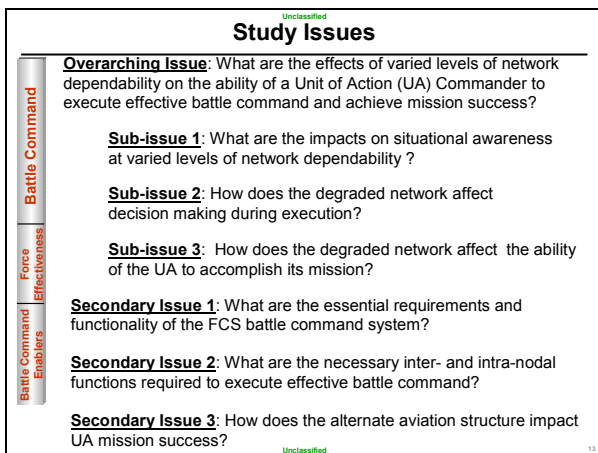 Unclassified
Study Issues
Battle Command
Force
Effectiveness
Battle Command
Enablers
Overarching Issue: What are the effects of varied levels of network
dependability on the ability of a Unit of Action (UA) Commander to
execute effective battle command and achieve mission success?
Sub-issue 1: What are the impacts on situational awareness
at varied levels of network dependability ?
Sub-issue 2: How does the degraded network affect
decision making during execution?
Sub-issue 3: How does the degraded network affect the ability
of the UA to accomplish its mission?
Secondary Issue 1: What are the essential requirements and
functionality of the FCS battle command system?
Secondary Issue 2: What are the necessary inter- and intra-nodal
functions required to execute effective battle command?
Secondary Issue 3: How does the alternate aviation structure impact
UA mission success?
Unclassified
13